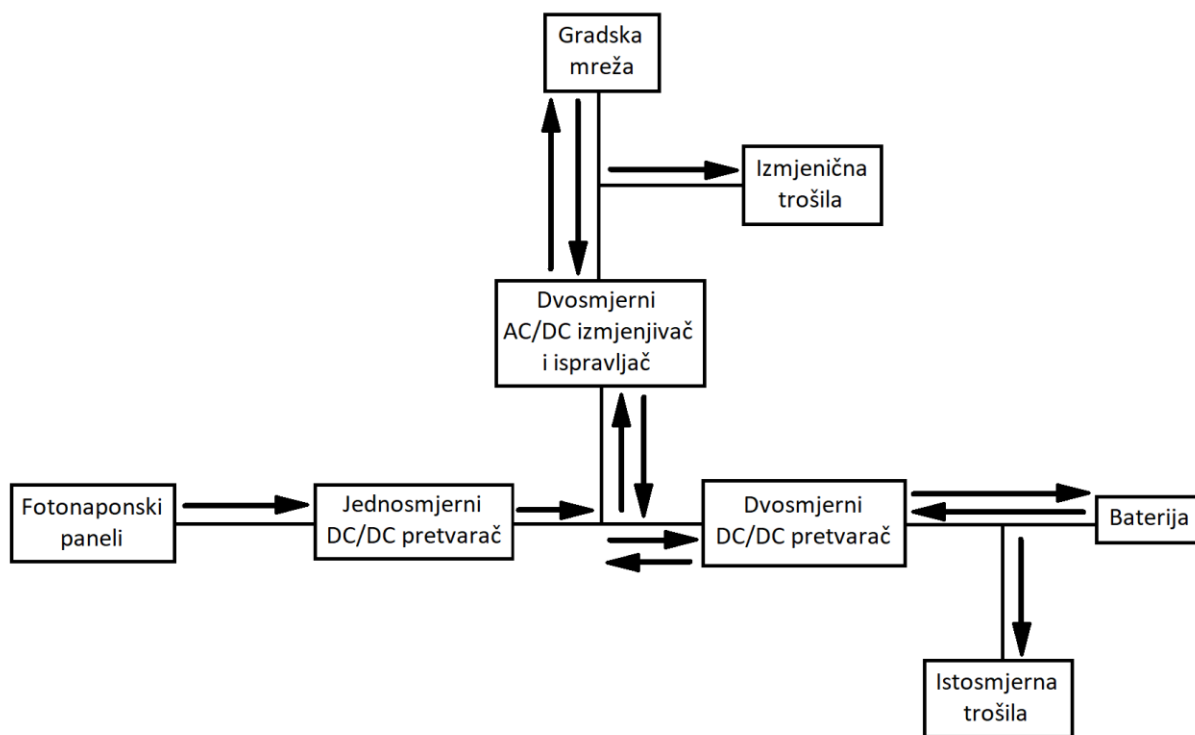 Gradska
mreža
Izmjenična
trošila
Dvosmjerni
AC/DC izmjenjivač
i ispravljač
Fotonaponski
paneli
Jednosmjerni
DC/DC pretvarač
Dvosmjerni
DC/DC pretvarač
Baterija
Istosmjerna
trošila